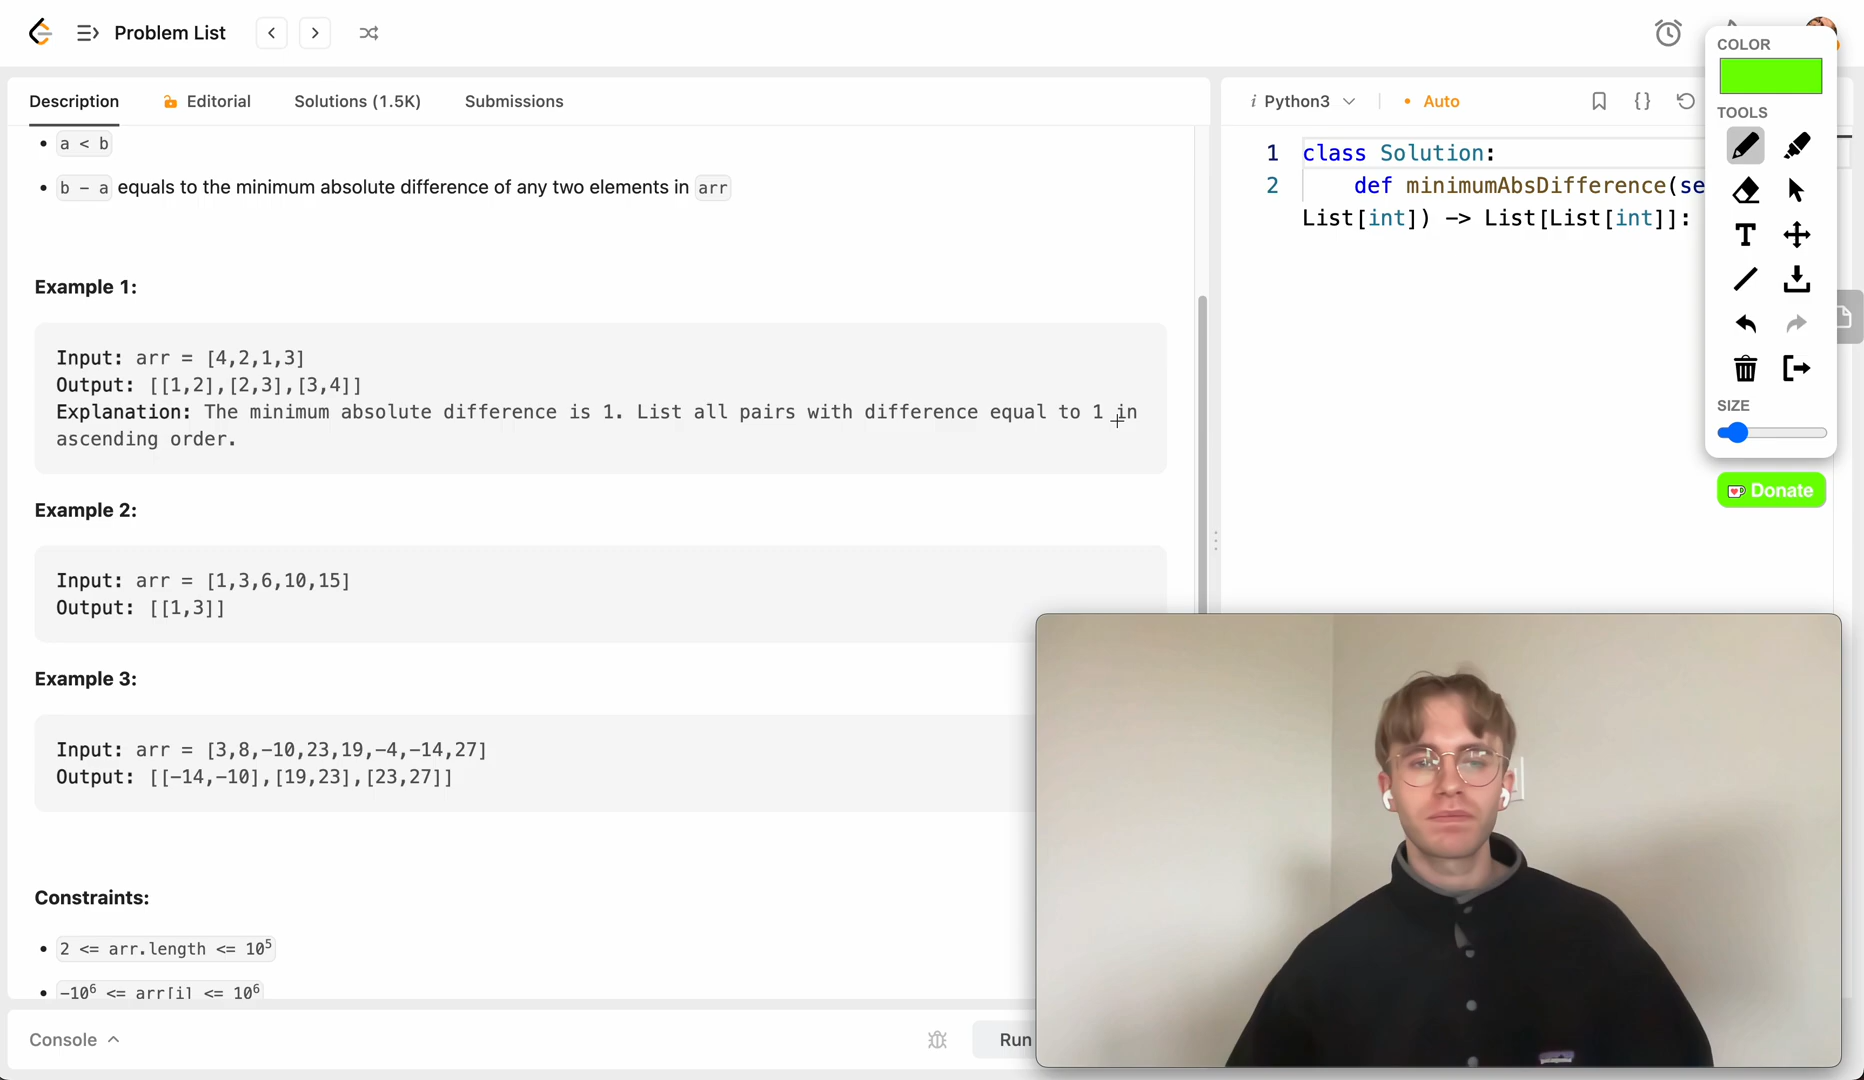 Problem List
COLOR
TOOLS
SIZE
Donate
Description
Editorial
Solutions (1.5K)
Submissions
a < b
b - a equals to the minimum absolute difference of any two elements in arr
Example 1:
Input: arr = [4,2,1,3]
Output: [[1,2],[2,3],[3,4]]
Explanation: The minimum absolute difference is 1. List all pairs with difference equal to 1 in
ascending order.
Example 2:
Input: arr = [1,3,6,10,15]
Output: [[1,3]]
Example 3:
Input: arr = [3,8,-10,23,19,-4,-14,27]
Output: [[-14,-10],[19,23],[23,27]]
Constraints:
2 <= arr.length <= 10⁵
-10⁶ <= arr[i] <= 10⁶
Console
Run
i Python3
Auto
{}
1 class Solution:
2 def minimumAbsDifference(se
List[int]) -> List[List[int]]: